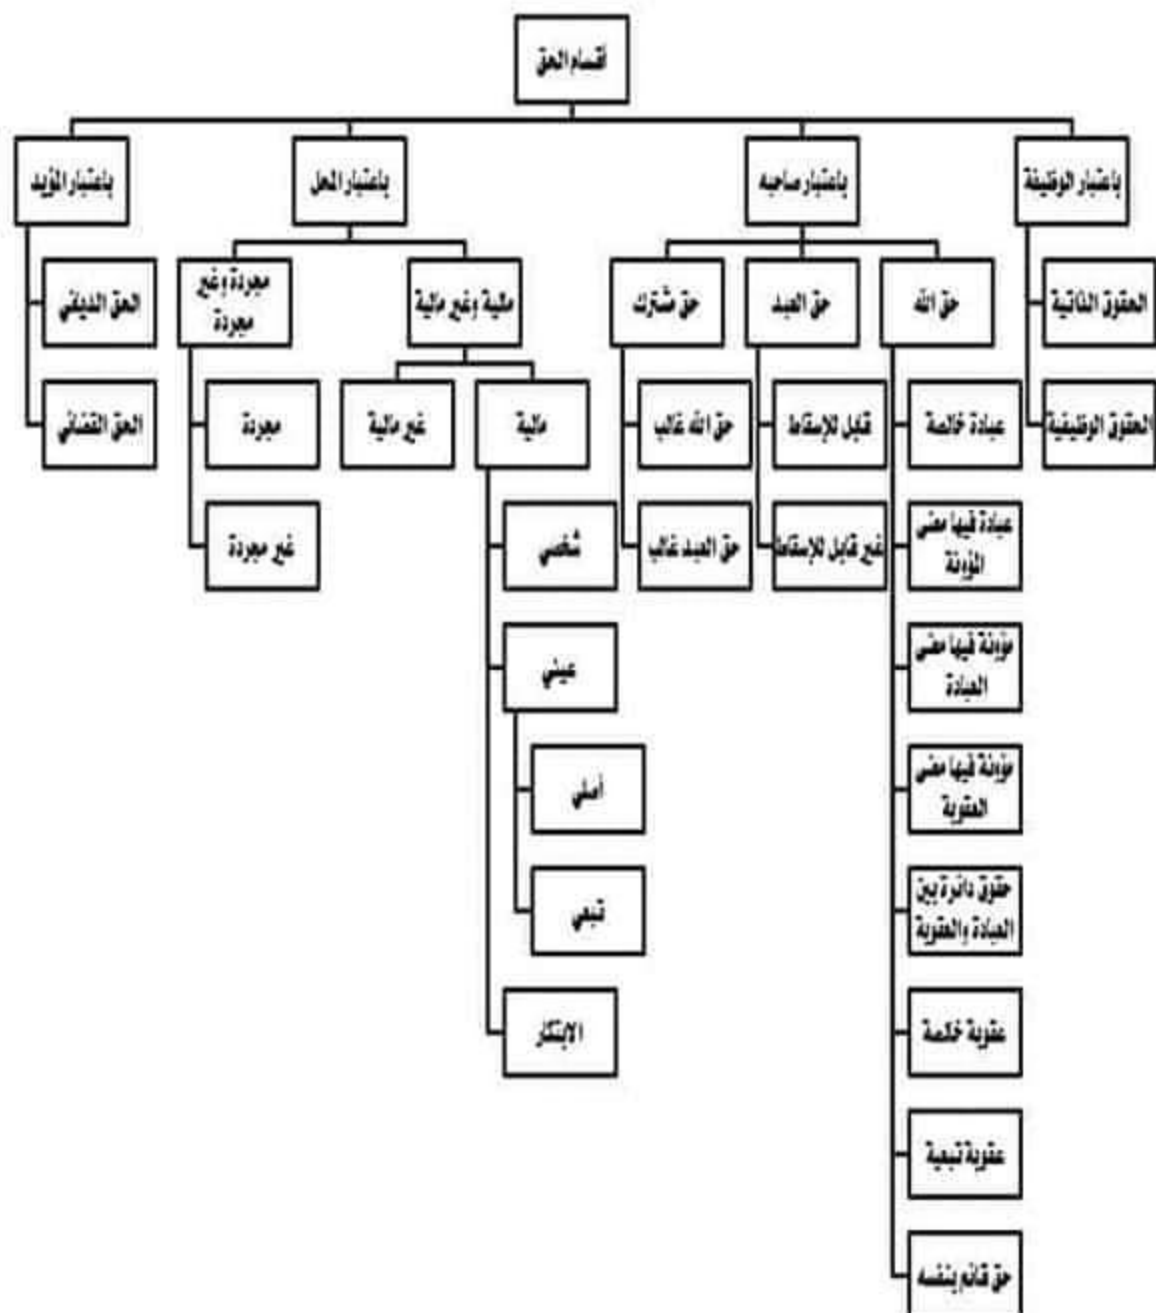 أقسام الحق
باعتبار الوظيفة
الحقوق الذاتية
الحقوق الوظيفية
باعتبار صاحبه
حق الله
عبادة خالصة
عبادة فيها معنى
المؤونة
مؤونة فيها معنى
العبادة
مؤونة فيها معنى
العقوبة
حقوق دائرة بين
العبادة والعقوبة
عقوبة خالصة
عقوبة تبعية
حق قائم بنفسه
حق العبد
قابل للإسقاط
غير قابل للإسقاط
حق مشترك
حق الله غالب
حق العبد غالب
باعتبار المحل
مالية وغير مالية
مالية
شخصي
عيني
أصلي
تبعي
الابتكار
غير مالية
مجردة وغير
مجردة
مجردة
غير مجردة
باعتبار المؤيد
الحق الدياني
الحق القضائي